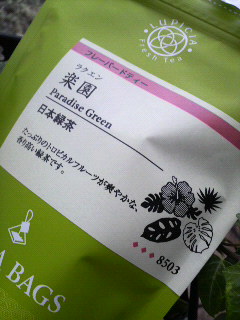 LUPICIA
Fresh Tea
フレーバードティー
ラクエン
楽園
Paradise Green
日本緑茶
たっぷりのトロピカルフルーツが爽やかな、
香り高い緑茶です。
8503
A BAGS